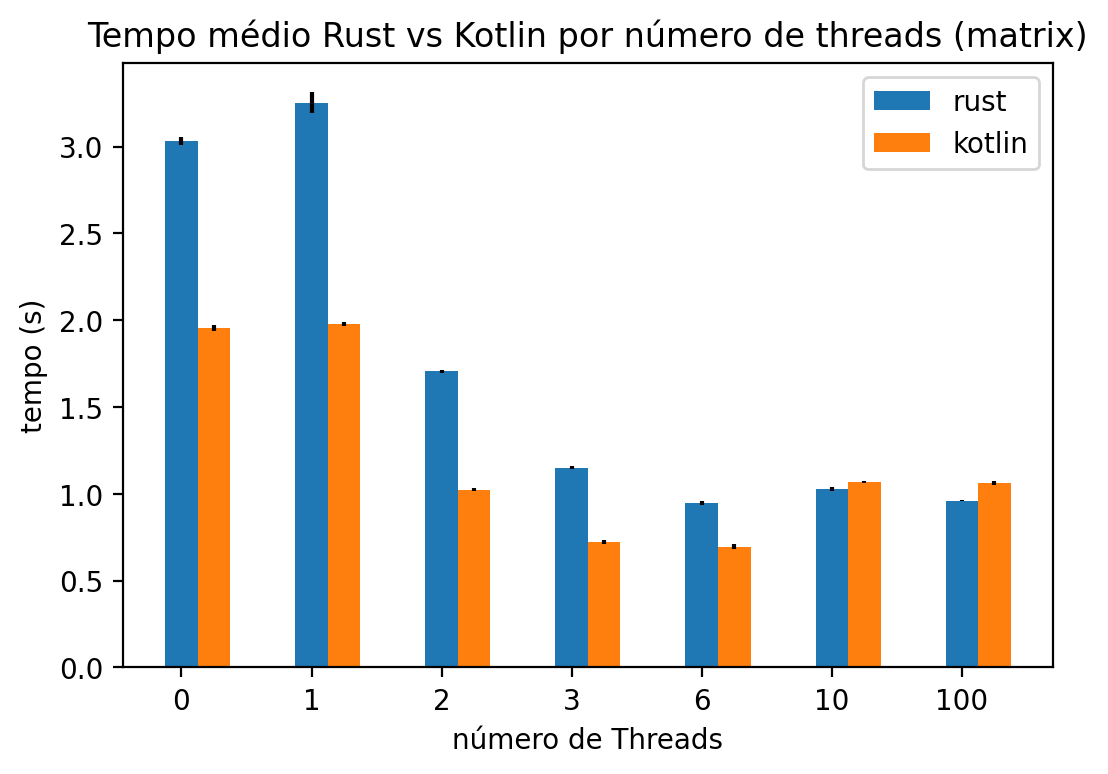 Tempo médio Rust vs Kotlin por número de threads (matrix)
rust
kotlin
tempo (s)
3.0
2.5
2.0
1.5
1.0
0.5
0.0
0 1 2 3 6 10 100
número de Threads